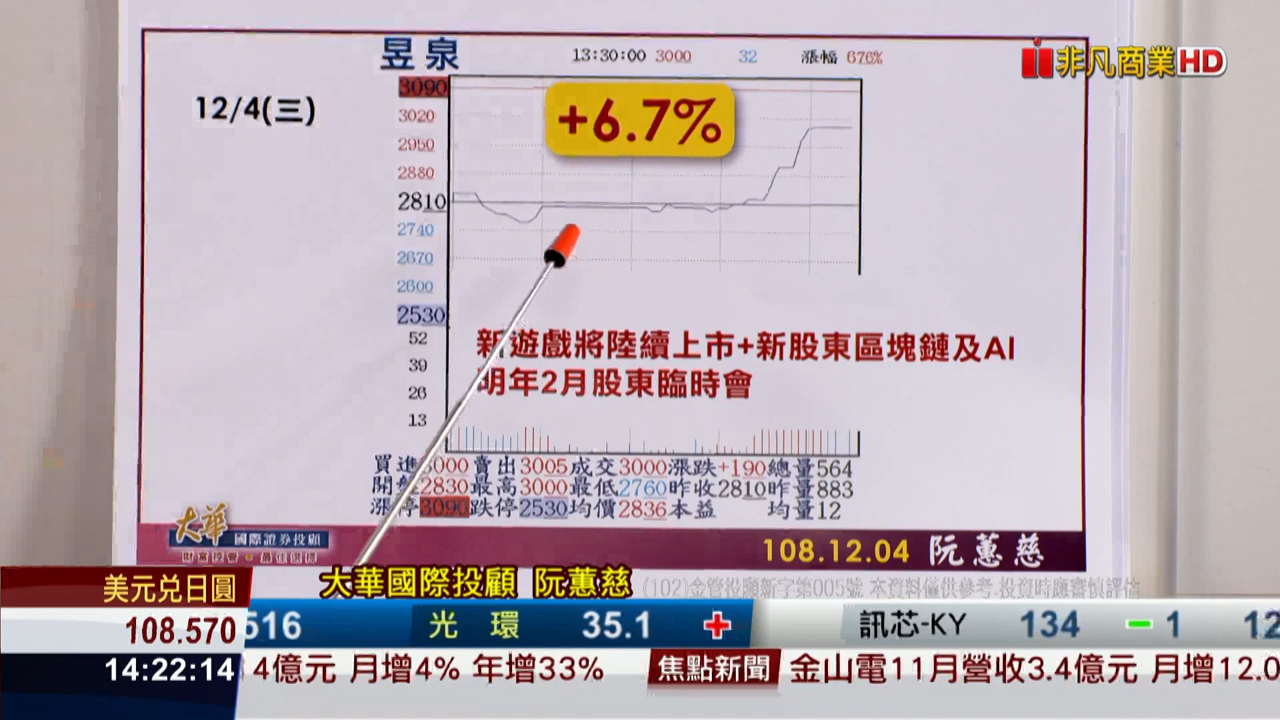 昱泉 13:30:00 3000 32 漲幅 676%
非凡商業HD
12/4(三)
+6.7%
3090
3020
2950
2880
2810
2740
2670
2600
2530
52
39
26
13
新遊戲將陸續上市+新股東區塊鏈及AI
明年2月股東臨時會
買進3000賣出3005成交3000漲跌+190總量564
開盤2830最高3000最低2760昨收2810昨量883
漲停3090跌停2530均價2836本益 均量12
大華 國際證券投顧
108.12.04 阮蕙慈
大華國際投顧 阮蕙慈 (102)金管投顧新字第005號 本資料僅供參考,投資時應審慎評估
美元兌日圓
108.570
516 光環 35.1 + 訊芯-KY 134 - 1 12
14:22:14
4億元 月增4% 年增33% 焦點新聞 金山電11月營收3.4億元 月增12.0